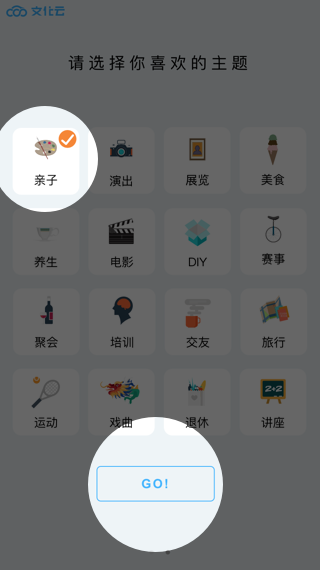 文化云
请选择你喜欢的主题
亲子 演出 展览 美食
养生 电影 DIY 赛事
聚会 培训 交友 旅行
2+2
运动 戏曲 退休 讲座
GO!